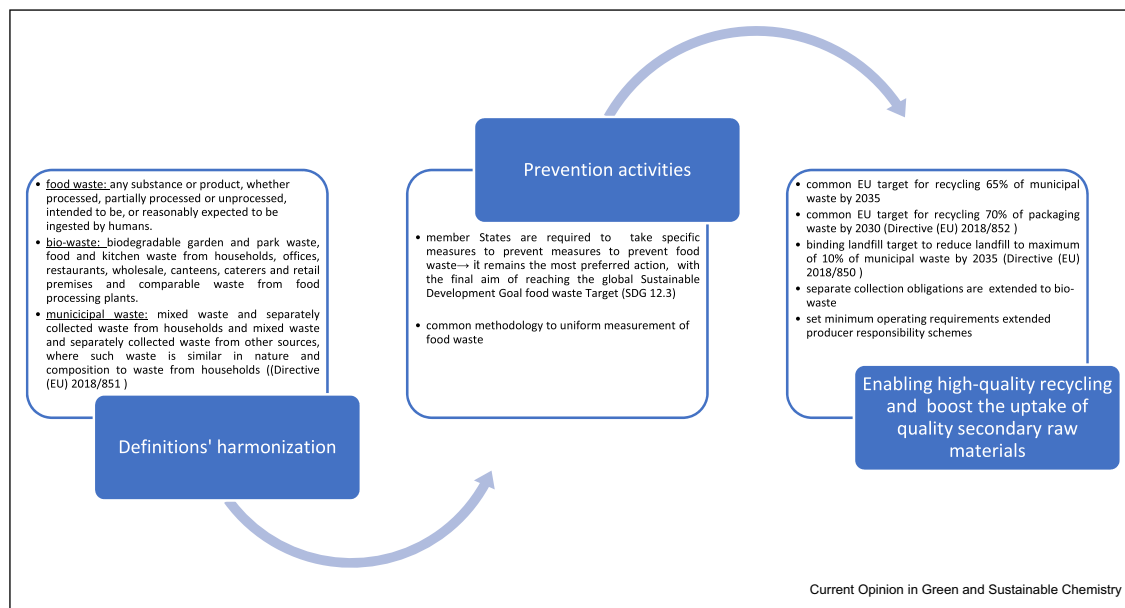 • food waste: any substance or product, whether
processed, partially processed or unprocessed,
intended to be, or reasonably expected to be
ingested by humans.
• bio-waste: biodegradable garden and park waste,
food and kitchen waste from households, offices,
restaurants, wholesale, canteens, caterers and retail
premises and comparable waste from food
processing plants.
• municicipal waste: mixed waste and separately
collected waste from households and mixed waste
and separately collected waste from other sources,
where such waste is similar in nature and
composition to waste from households ((Directive
(EU) 2018/851 )
Definitions' harmonization
Prevention activities
• member States are required to take specific
measures to prevent measures to prevent food
waste→ it remains the most preferred action, with
the final aim of reaching the global Sustainable
Development Goal food waste Target (SDG 12.3)
• common methodology to uniform measurement of
food waste
• common EU target for recycling 65% of municipal
waste by 2035
• common EU target for recycling 70% of packaging
waste by 2030 (Directive (EU) 2018/852 )
• binding landfill target to reduce landfill to maximum
of 10% of municipal waste by 2035 (Directive (EU)
2018/850 )
• separate collection obligations are extended to bio-
waste
• set minimum operating requirements extended
producer responsibility schemes
Enabling high-quality recycling
and boost the uptake of
quality secondary raw
materials
Current Opinion in Green and Sustainable Chemistry